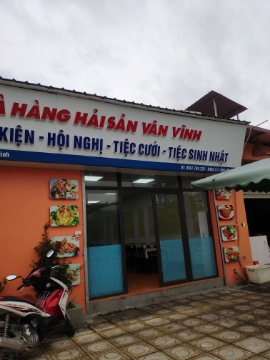 À HÀNG HẢI SẢN VÂN VĨNH
KIỆN - HỘI NGHỊ - TIỆC CƯỚI - TIỆC SINH NHẬT